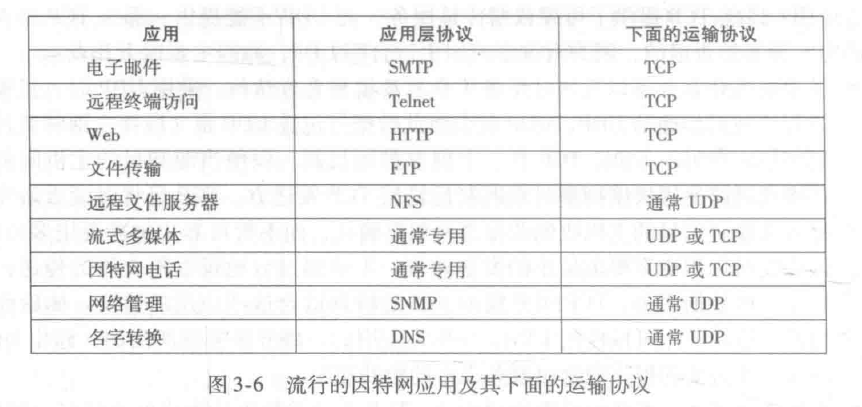 应用 应用层协议 下面的运输协议
电子邮件 SMTP TCP
远程终端访问 Telnet TCP
Web HTTP TCP
文件传输 FTP TCP
远程文件服务器 NFS 通常 UDP
流式多媒体 通常专用 UDP 或 TCP
因特网电话 通常专用 UDP 或 TCP
网络管理 SNMP 通常 UDP
名字转换 DNS 通常 UDP
图 3-6 流行的因特网应用及其下面的运输协议